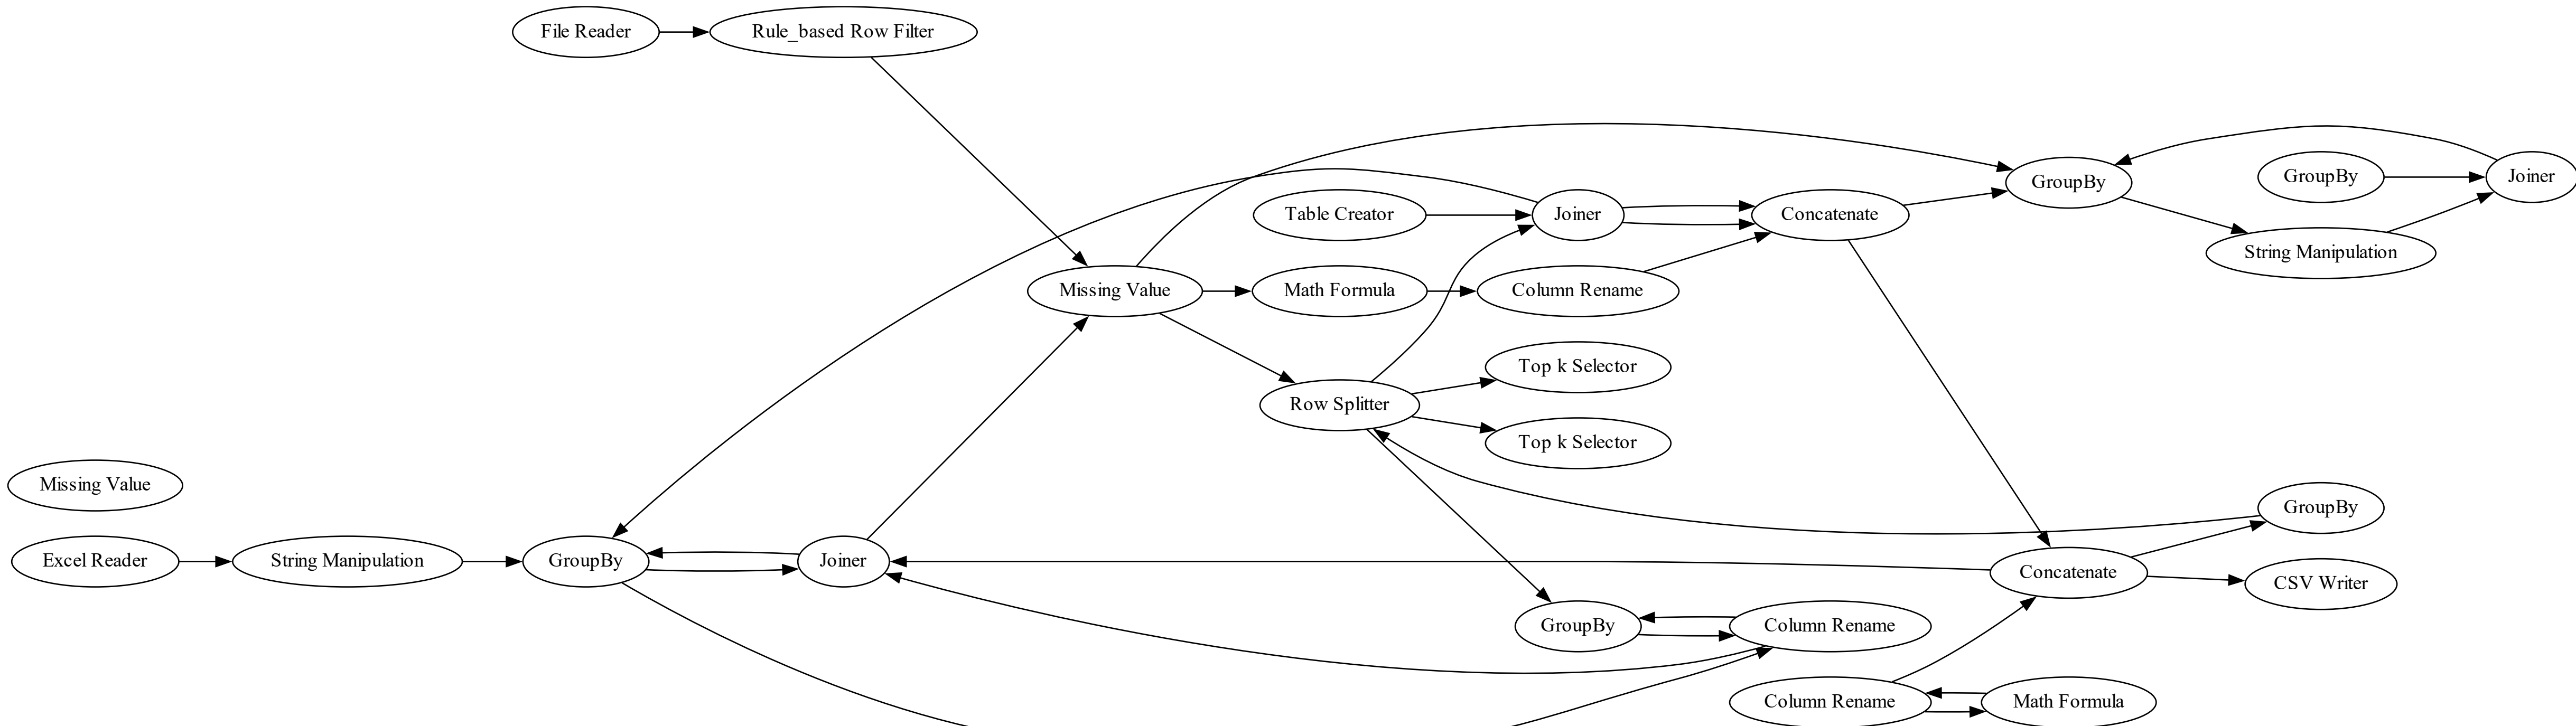 File Reader
Rule_based Row Filter
GroupBy
GroupBy
Joiner
Table Creator
Joiner
Concatenate
String Manipulation
Missing Value
Math Formula
Column Rename
Top k Selector
Row Splitter
Top k Selector
Missing Value
GroupBy
Excel Reader
String Manipulation
GroupBy
Joiner
Concatenate
CSV Writer
GroupBy
Column Rename
Column Rename
Math Formula